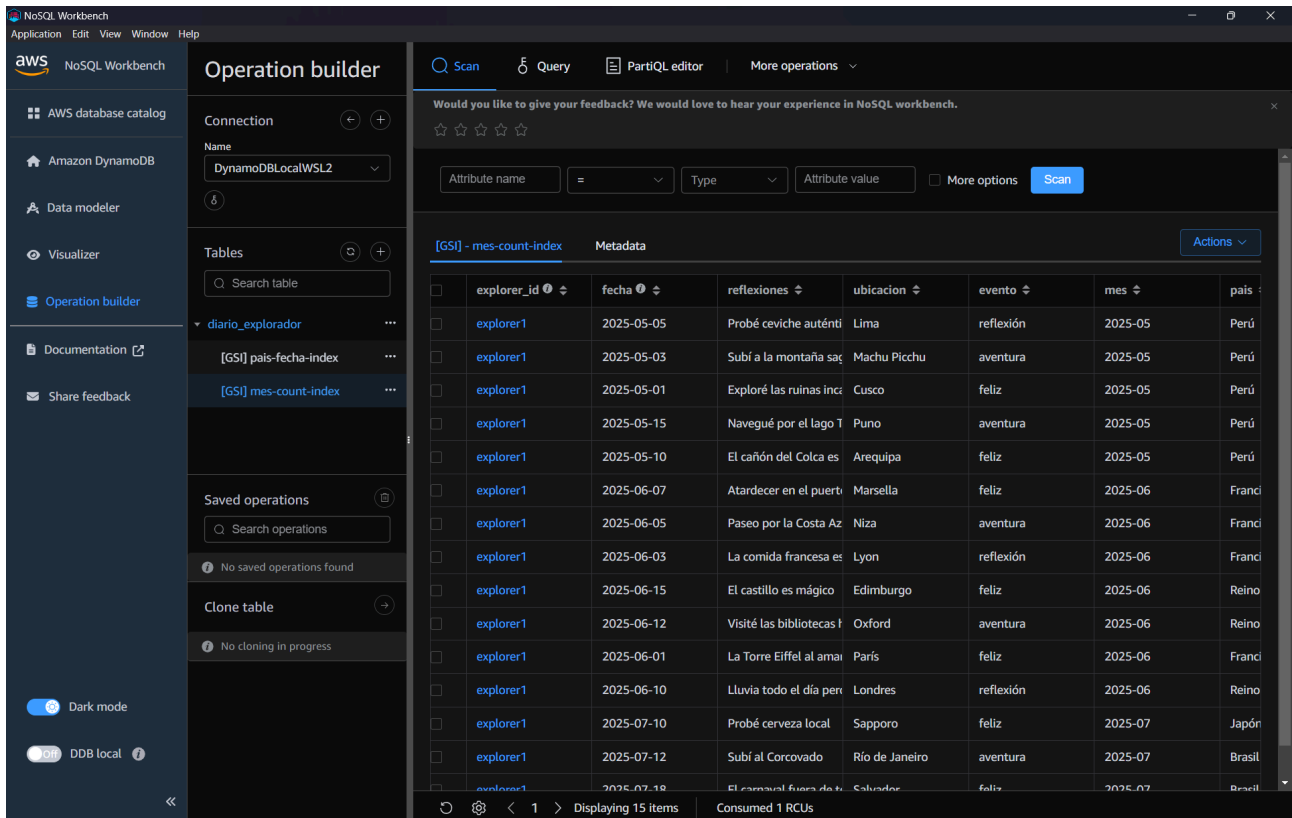 NoSQL Workbench
Application Edit View Window Help
aws NoSQL Workbench
AWS database catalog
Amazon DynamoDB
Data modeler
Visualizer
Operation builder
Documentation
Share feedback
Dark mode
Off DDB local
Operation builder
Connection
Name
DynamoDBLocalWSL2
Tables
Search table
diario_explorador
[GSI] pais-fecha-index
[GSI] mes-count-index
Saved operations
Search operations
No saved operations found
Clone table
No cloning in progress
Scan Query PartiQL editor More operations
Would you like to give your feedback? We would love to hear your experience in NoSQL workbench.
Attribute name = Type Attribute value More options Scan
[GSI] - mes-count-index Metadata Actions
explorer_id fecha reflexiones ubicacion evento mes pais
explorer1 2025-05-05 Probé ceviche auténti Lima reflexión 2025-05 Perú
explorer1 2025-05-03 Subí a la montaña sag Machu Picchu aventura 2025-05 Perú
explorer1 2025-05-01 Exploré las ruinas inca Cusco feliz 2025-05 Perú
explorer1 2025-05-15 Navegué por el lago T Puno aventura 2025-05 Perú
explorer1 2025-05-10 El cañón del Colca es Arequipa feliz 2025-05 Perú
explorer1 2025-06-07 Atardecer en el puert Marsella feliz 2025-06 Franci
explorer1 2025-06-05 Paseo por la Costa Az Niza aventura 2025-06 Franci
explorer1 2025-06-03 La comida francesa es Lyon reflexión 2025-06 Franci
explorer1 2025-06-15 El castillo es mágico Edimburgo feliz 2025-06 Reino
explorer1 2025-06-12 Visité las bibliotecas h Oxford aventura 2025-06 Reino
explorer1 2025-06-01 La Torre Eiffel al ama París feliz 2025-06 Franci
explorer1 2025-06-10 Lluvia todo el día per Londres reflexión 2025-06 Reino
explorer1 2025-07-10 Probé cerveza local Sapporo feliz 2025-07 Japón
explorer1 2025-07-12 Subí al Corcovado Río de Janeiro aventura 2025-07 Brasil
explorer1 2025-07-18 El carnaval fuera de t Salvador feliz 2025-07 Brasil
1 Displaying 15 items Consumed 1 RCUs